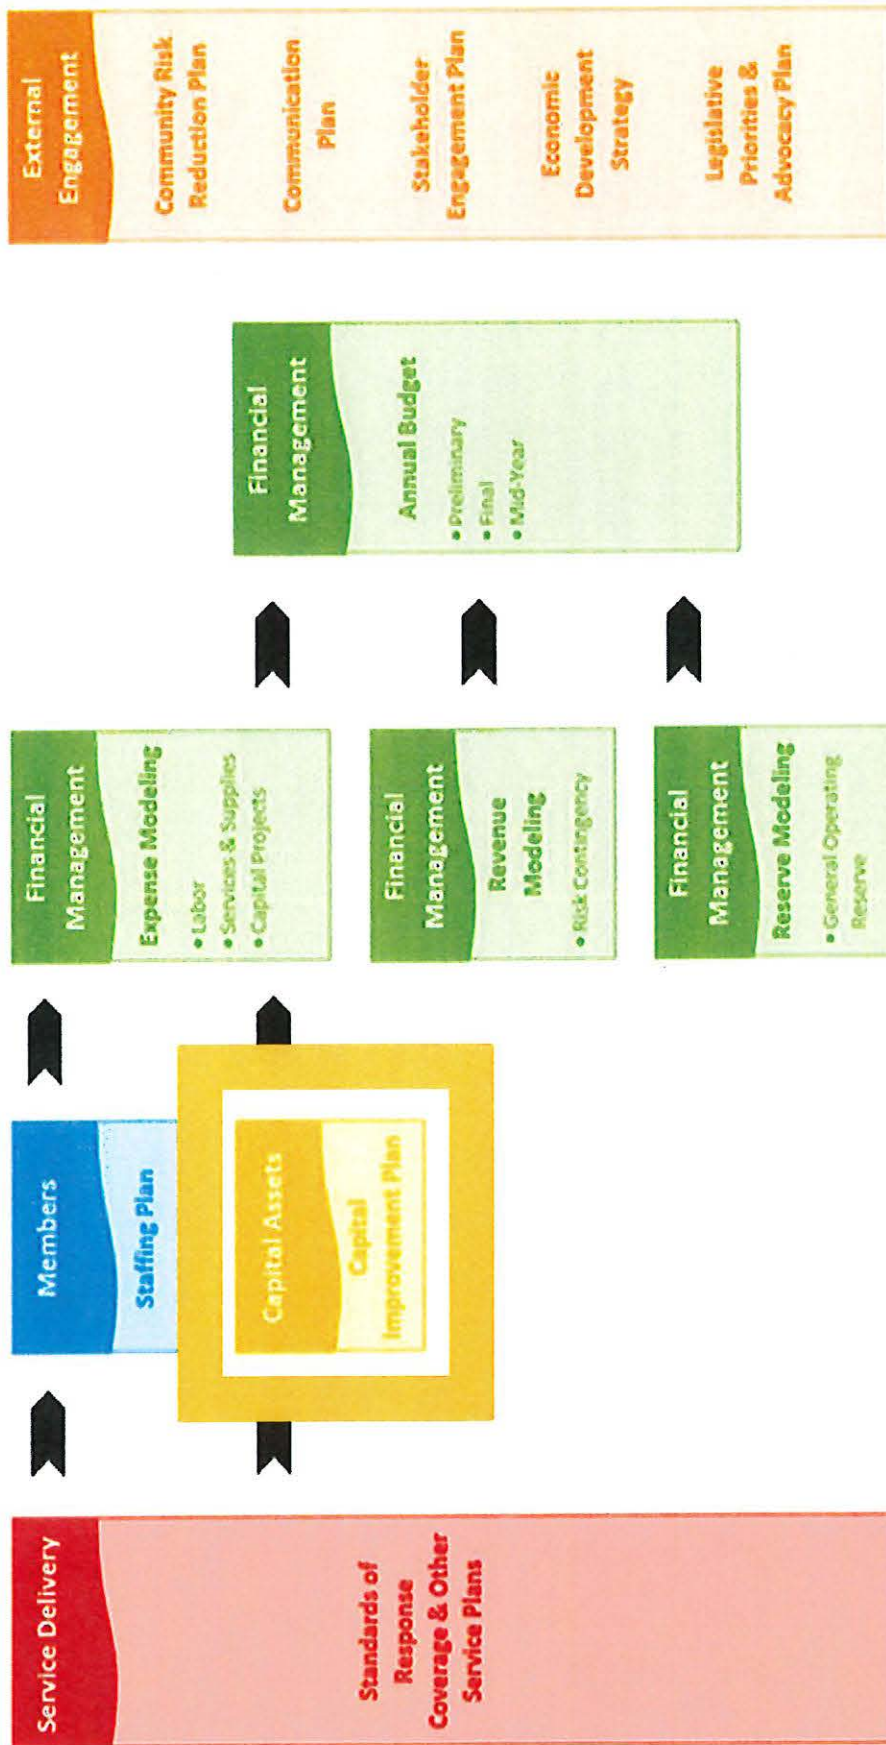 Service Delivery
Standards of
Response
Coverage & Other
Service Plans
Members
Staffing Plan
Capital Assets
Capital
Improvement Plan
Financial
Management
Expense Modeling
• Labor
• Services & Supplies
• Capital Projects
Financial
Management
Revenue
Modeling
• Risk Contingency
Financial
Management
Reserve Modeling
• General Operating
Reserve
Financial
Management
Annual Budget
• Preliminary
• Final
• Mid-Year
External
Engagement
Community Risk
Reduction Plan
Communication
Plan
Stakeholder
Engagement Plan
Economic
Development
Strategy
Legislative
Priorities &
Advocacy Plan